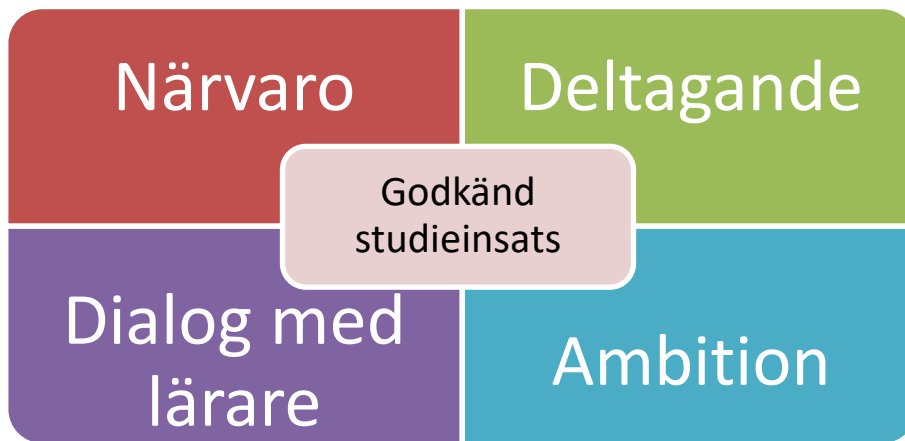 Närvaro
Deltagande
Godkänd
studieinsats
Dialog med
lärare
Ambition